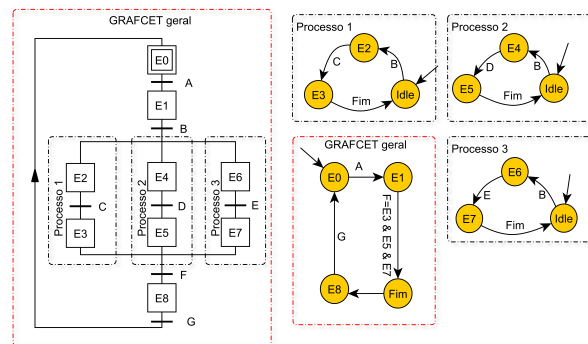 GRAFCET geral
E0
A
E1
B
Processo 1
E2
C
E3
Processo 2
E4
D
E5
Processo 3
E6
E
E7
F
E8
G
Processo 1
E2
C
B
E3
Idle
Fim
Processo 2
E4
D
B
E5
Idle
Fim
GRAFCET geral
E0
A
E1
F=E3 & E5 & E7
G
E8
Fim
Processo 3
E6
E
B
E7
Idle
Fim